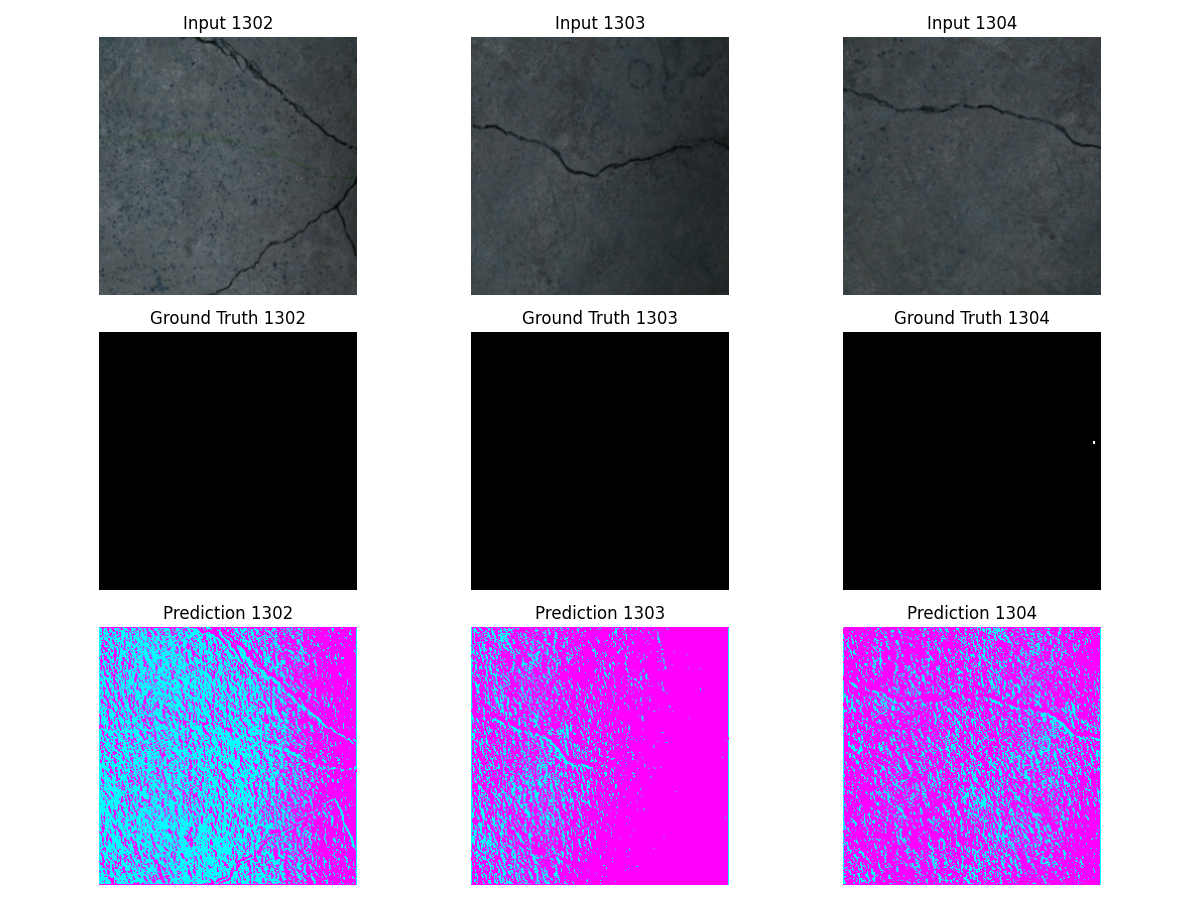 Input 1302
Input 1303
Input 1304
Ground Truth 1302
Ground Truth 1303
Ground Truth 1304
Prediction 1302
Prediction 1303
Prediction 1304